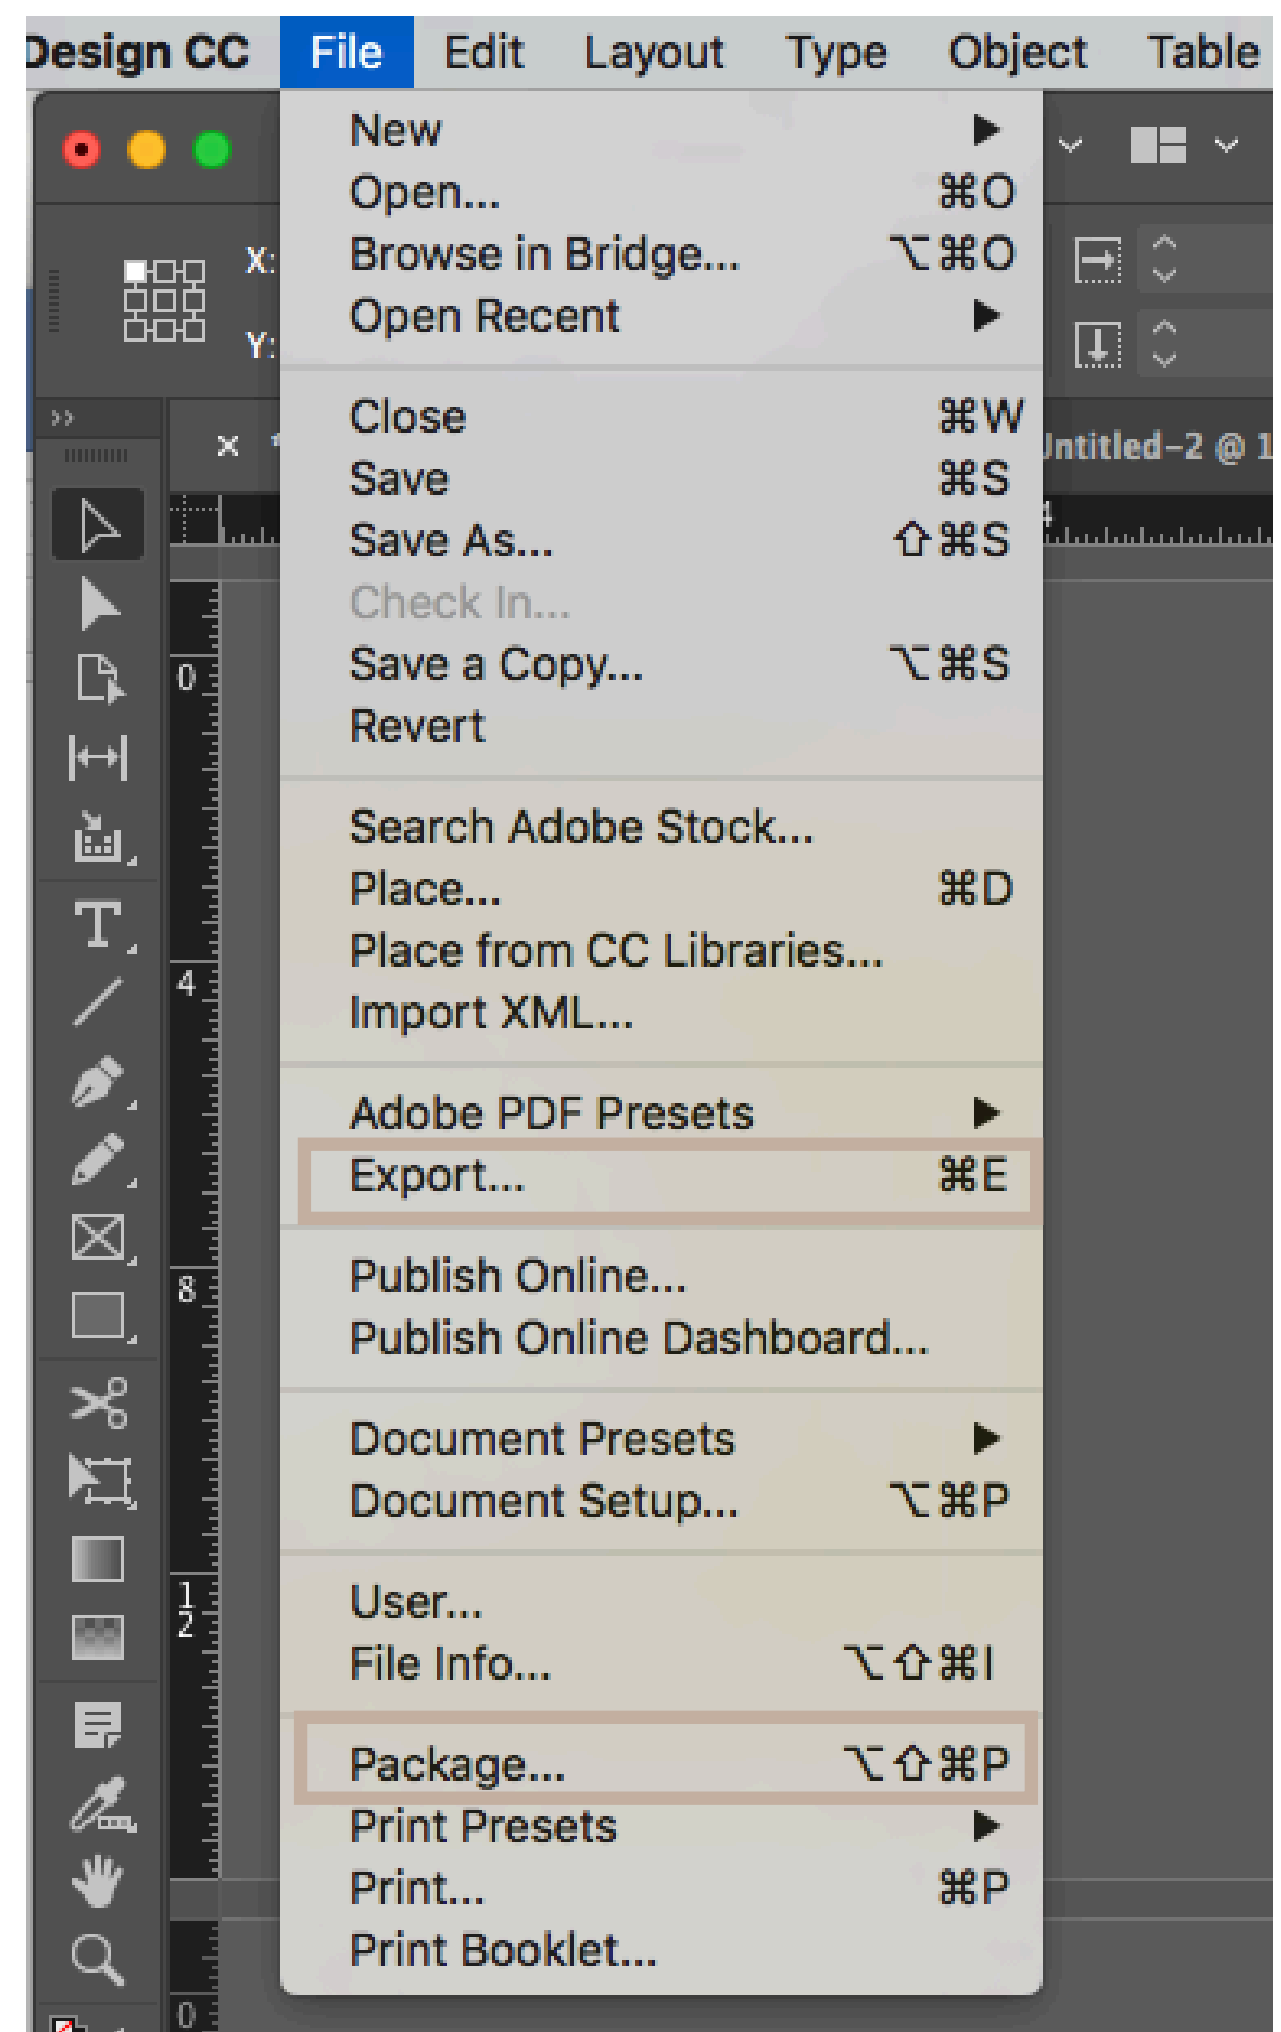 Design CC File Edit Layout Type Object Table
New ▶
Open... ⌘O
X: Browse in Bridge... ⌥⌘O
Y: Open Recent ▶
Close ⌘W
Untitled-2 @ 1
Save ⌘S
Save As... ⇧⌘S
Check In...
Save a Copy... ⌥⌘S
0
Revert
Search Adobe Stock...
Place... ⌘D
Place from CC Libraries...
4
Import XML...
Adobe PDF Presets ▶
Export... ⌘E
Publish Online...
8
Publish Online Dashboard...
Document Presets ▶
Document Setup... ⌥⌘P
User...
12
File Info... ⌥⇧⌘I
Package... ⌥⇧⌘P
Print Presets ▶
Print... ⌘P
Print Booklet...
0